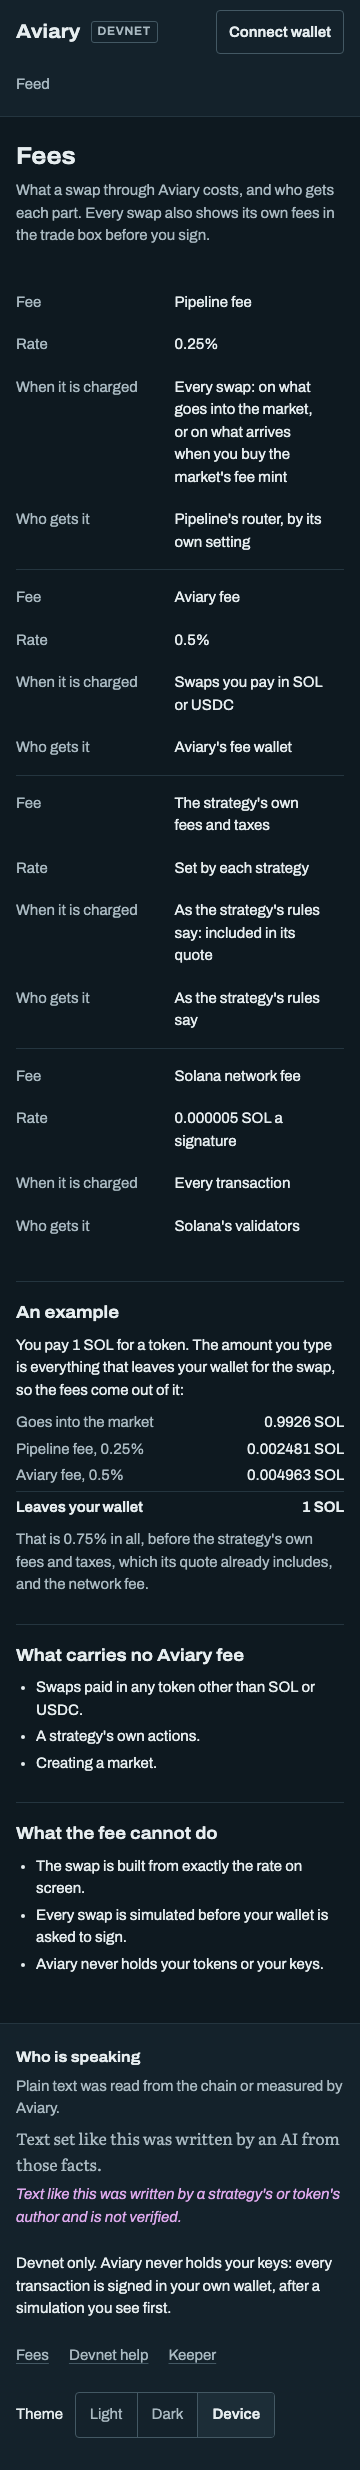 Aviary DEVNET Connect wallet
Feed
Fees
What a swap through Aviary costs, and who gets
each part. Every swap also shows its own fees in
the trade box before you sign.
Fee Pipeline fee
Rate 0.25%
When it is charged Every swap: on what
goes into the market,
or on what arrives
when you buy the
market's fee mint
Who gets it Pipeline's router, by its
own setting
Fee Aviary fee
Rate 0.5%
When it is charged Swaps you pay in SOL
or USDC
Who gets it Aviary's fee wallet
Fee The strategy's own
fees and taxes
Rate Set by each strategy
When it is charged As the strategy's rules
say: included in its
quote
Who gets it As the strategy's rules
say
Fee Solana network fee
Rate 0.000005 SOL a
signature
When it is charged Every transaction
Who gets it Solana's validators
An example
You pay 1 SOL for a token. The amount you type
is everything that leaves your wallet for the swap,
so the fees come out of it:
Goes into the market 0.9926 SOL
Pipeline fee, 0.25% 0.002481 SOL
Aviary fee, 0.5% 0.004963 SOL
Leaves your wallet 1 SOL
That is 0.75% in all, before the strategy's own
fees and taxes, which its quote already includes,
and the network fee.
What carries no Aviary fee
• Swaps paid in any token other than SOL or
USDC.
• A strategy's own actions.
• Creating a market.
What the fee cannot do
• The swap is built from exactly the rate on
screen.
• Every swap is simulated before your wallet is
asked to sign.
• Aviary never holds your tokens or your keys.
Who is speaking
Plain text was read from the chain or measured by
Aviary.
Text set like this was written by an AI from
those facts.
Text like this was written by a strategy's or token's
author and is not verified.
Devnet only. Aviary never holds your keys: every
transaction is signed in your own wallet, after a
simulation you see first.
Fees Devnet help Keeper
Theme Light Dark Device